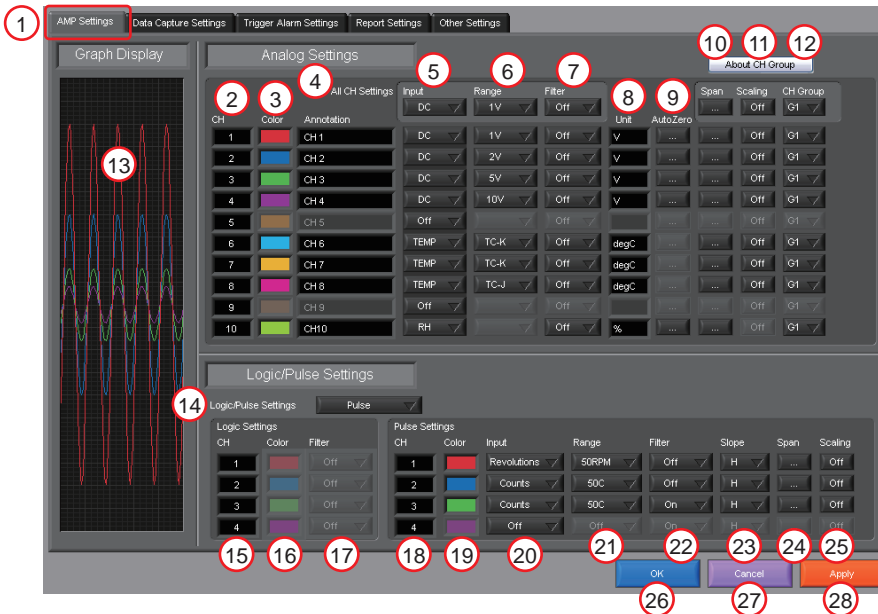 1 AMP Settings Data Capture Settings Trigger Alarm Settings Report Settings Other Settings
Graph Display Analog Settings 10 11 12
About CH Group
2 3 4 All CH Settings 5 6 7 8 9
Input Range Filter Span Scaling CH Group
DC 1V Off ... Off G1
CH Color Annotation Unit AutoZero
1 CH 1 DC 1V Off V ... ... Off G1
2 CH 2 DC 2V Off V ... ... Off G1
3 CH 3 DC 5V Off V ... ... Off G1
4 CH 4 DC 10V Off V ... ... Off G1
5 CH 5 Off Off ... ... Off G1
6 CH 6 TEMP TC-K Off degC ... ... Off G1
7 CH 7 TEMP TC-K Off degC ... ... Off G1
8 CH 8 TEMP TC-J Off degC ... ... Off G1
9 CH 9 Off Off ... ... Off G1
10 CH10 RH Off % ... ... Off G1
13
Logic/Pulse Settings
14 Logic/Pulse Settings Pulse
Logic Settings Pulse Settings
CH Color Filter CH Color Input Range Filter Slope Span Scaling
1 Off 1 Revolutions 50RPM Off H ... Off
2 Off 2 Counts 50C Off H ... Off
3 Off 3 Counts 50C On H ... Off
4 Off 4 Off Off On H ... Off
15 16 17 18 19 20 21 22 23 24 25
OK Cancel Apply
26 27 28